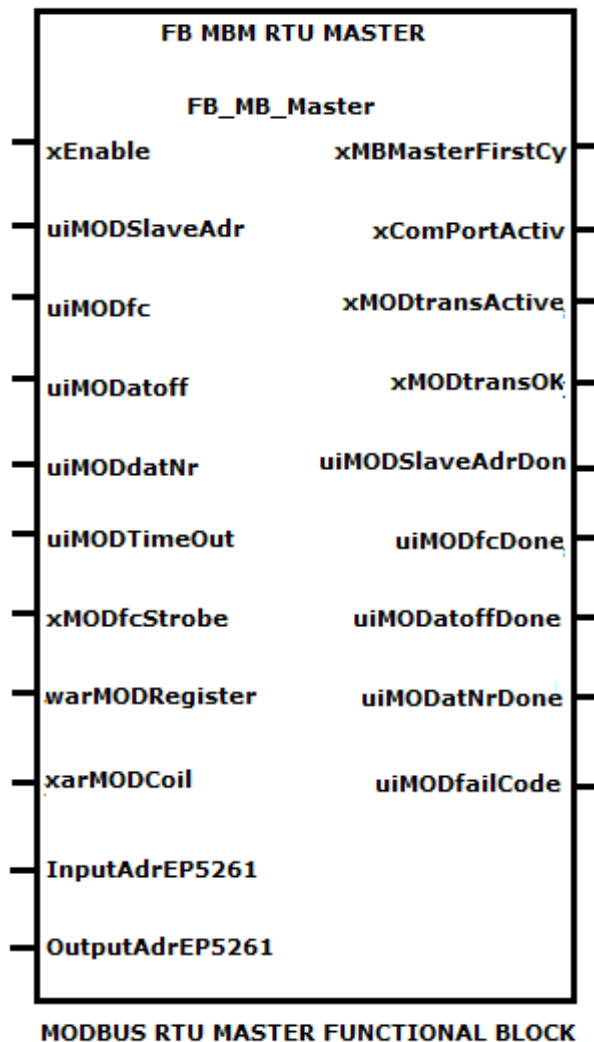 FB MBM RTU MASTER
FB_MB_Master
xEnable
xMBMasterFirstCy
uiMODSlaveAdr
xComPortActiv
uiMODfc
xMODtransActive
uiMODatoff
xMODtransOK
uiMODdatNr
uiMODSlaveAdrDon
uiMODTimeOut
uiMODfcDone
xMODfcStrobe
uiMODatoffDone
warMODRegister
uiMODatNrDone
xarMODCoil
uiMODfailCode
InputAdrEP5261
OutputAdrEP5261
MODBUS RTU MASTER FUNCTIONAL BLOCK